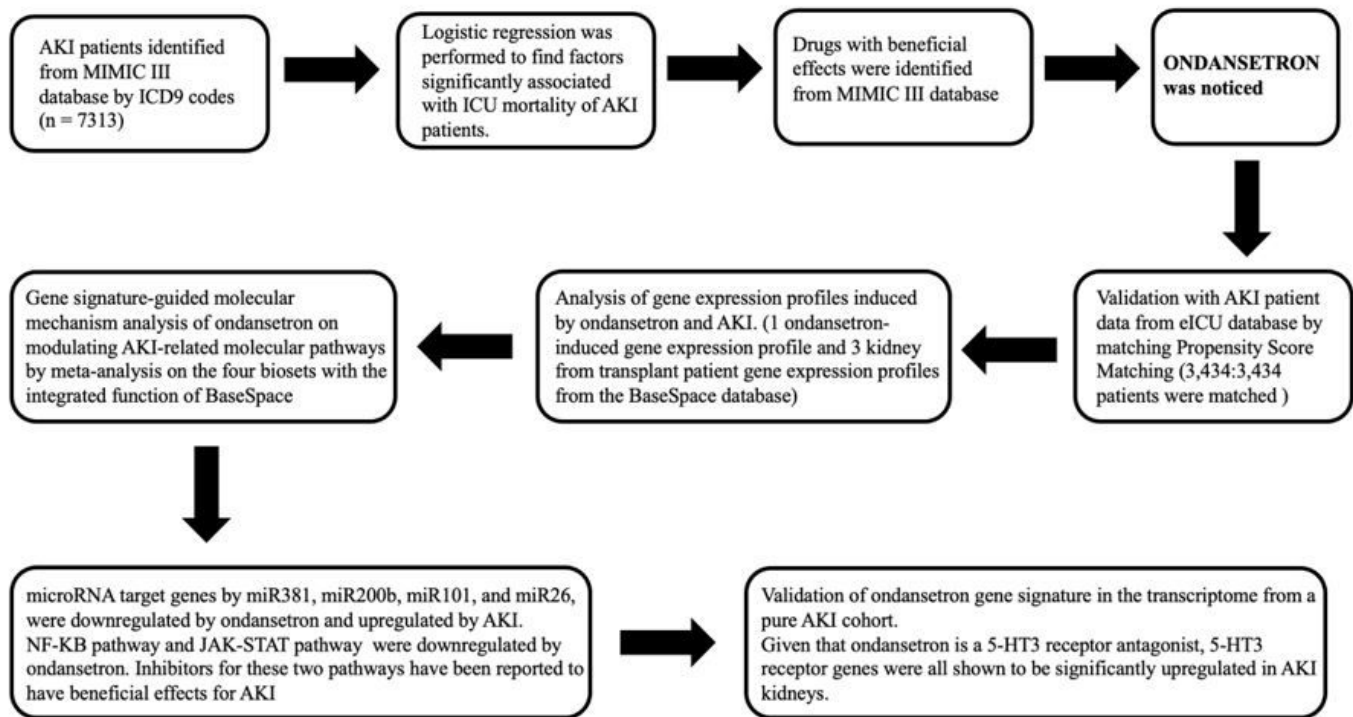 AKI patients identified
from MIMIC III
database by ICD9 codes
(n = 7313)
Logistic regression was
performed to find factors
significantly associated
with ICU mortality of AKI
patients.
Drugs with beneficial
effects were identified
from MIMIC III database
ONDANSETRON
was noticed
Validation with AKI patient
data from eICU database by
matching Propensity Score
Matching (3,434:3,434
patients were matched )
Analysis of gene expression profiles induced
by ondansetron and AKI. (1 ondansetron-
induced gene expression profile and 3 kidney
from transplant patient gene expression profiles
from the BaseSpace database)
Gene signature-guided molecular
mechanism analysis of ondansetron on
modulating AKI-related molecular pathways
by meta-analysis on the four biosets with the
integrated function of BaseSpace
microRNA target genes by miR381, miR200b, miR101, and miR26,
were downregulated by ondansetron and upregulated by AKI.
NF-KB pathway and JAK-STAT pathway were downregulated by
ondansetron. Inhibitors for these two pathways have been reported to
have beneficial effects for AKI
Validation of ondansetron gene signature in the transcriptome from a
pure AKI cohort.
Given that ondansetron is a 5-HT3 receptor antagonist, 5-HT3
receptor genes were all shown to be significantly upregulated in AKI
kidneys.